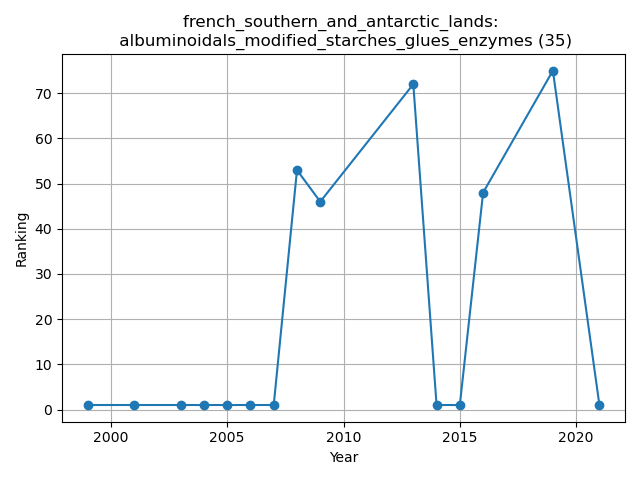 french_southern_and_antarctic_lands:
albuminoidals_modified_starches_glues_enzymes (35)
70
60
50
40
30
20
10
0
Ranking
2000 2005 2010 2015 2020
Year